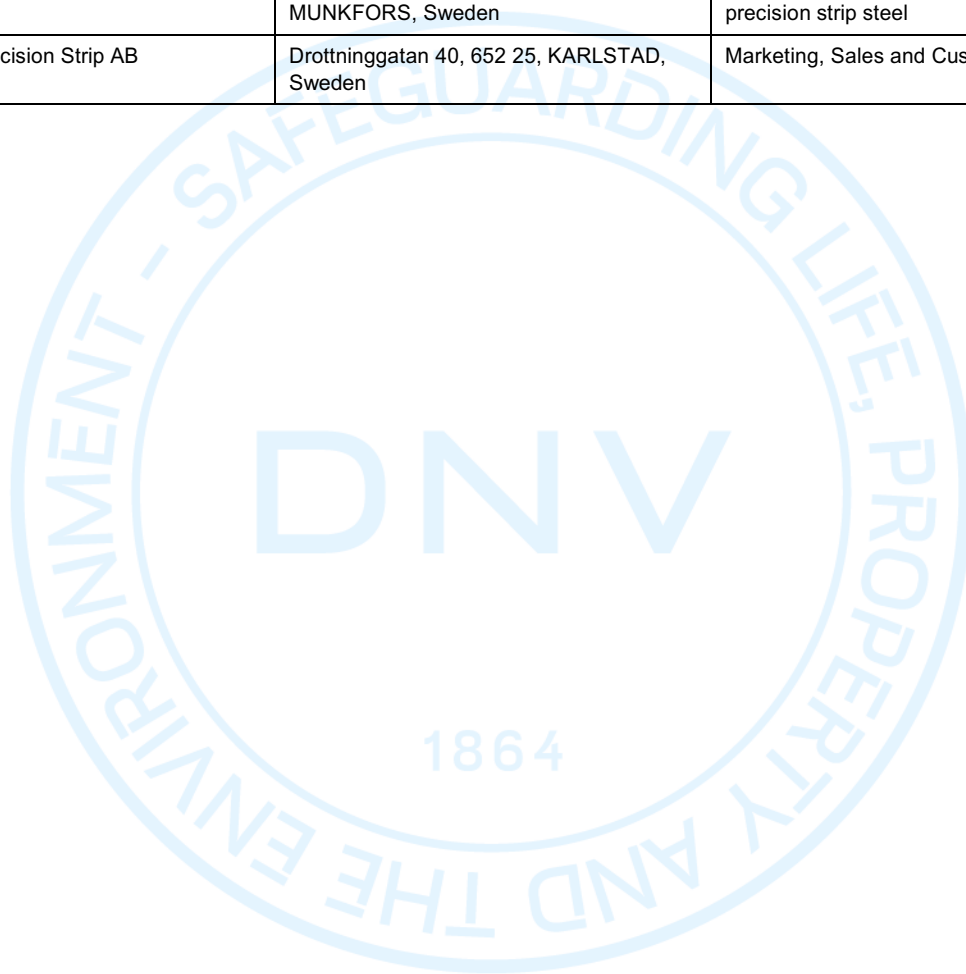 MUNKFORS, Sweden
precision strip steel
cision Strip AB
Drottninggatan 40, 652 25, KARLSTAD,
Sweden
Marketing, Sales and Cus
SAFEGUARDING LIFE, PROPERTY AND THE ENVIRONMENT -
DNV
1864